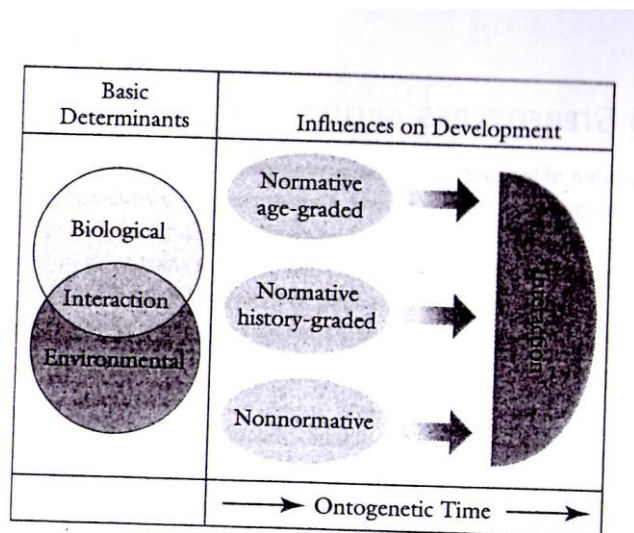 Basic
Determinants
Influences on Development
Biological
Interaction
Environmental
Normative
age-graded
Normative
history-graded
Nonnormative
Interaction
Ontogenetic Time